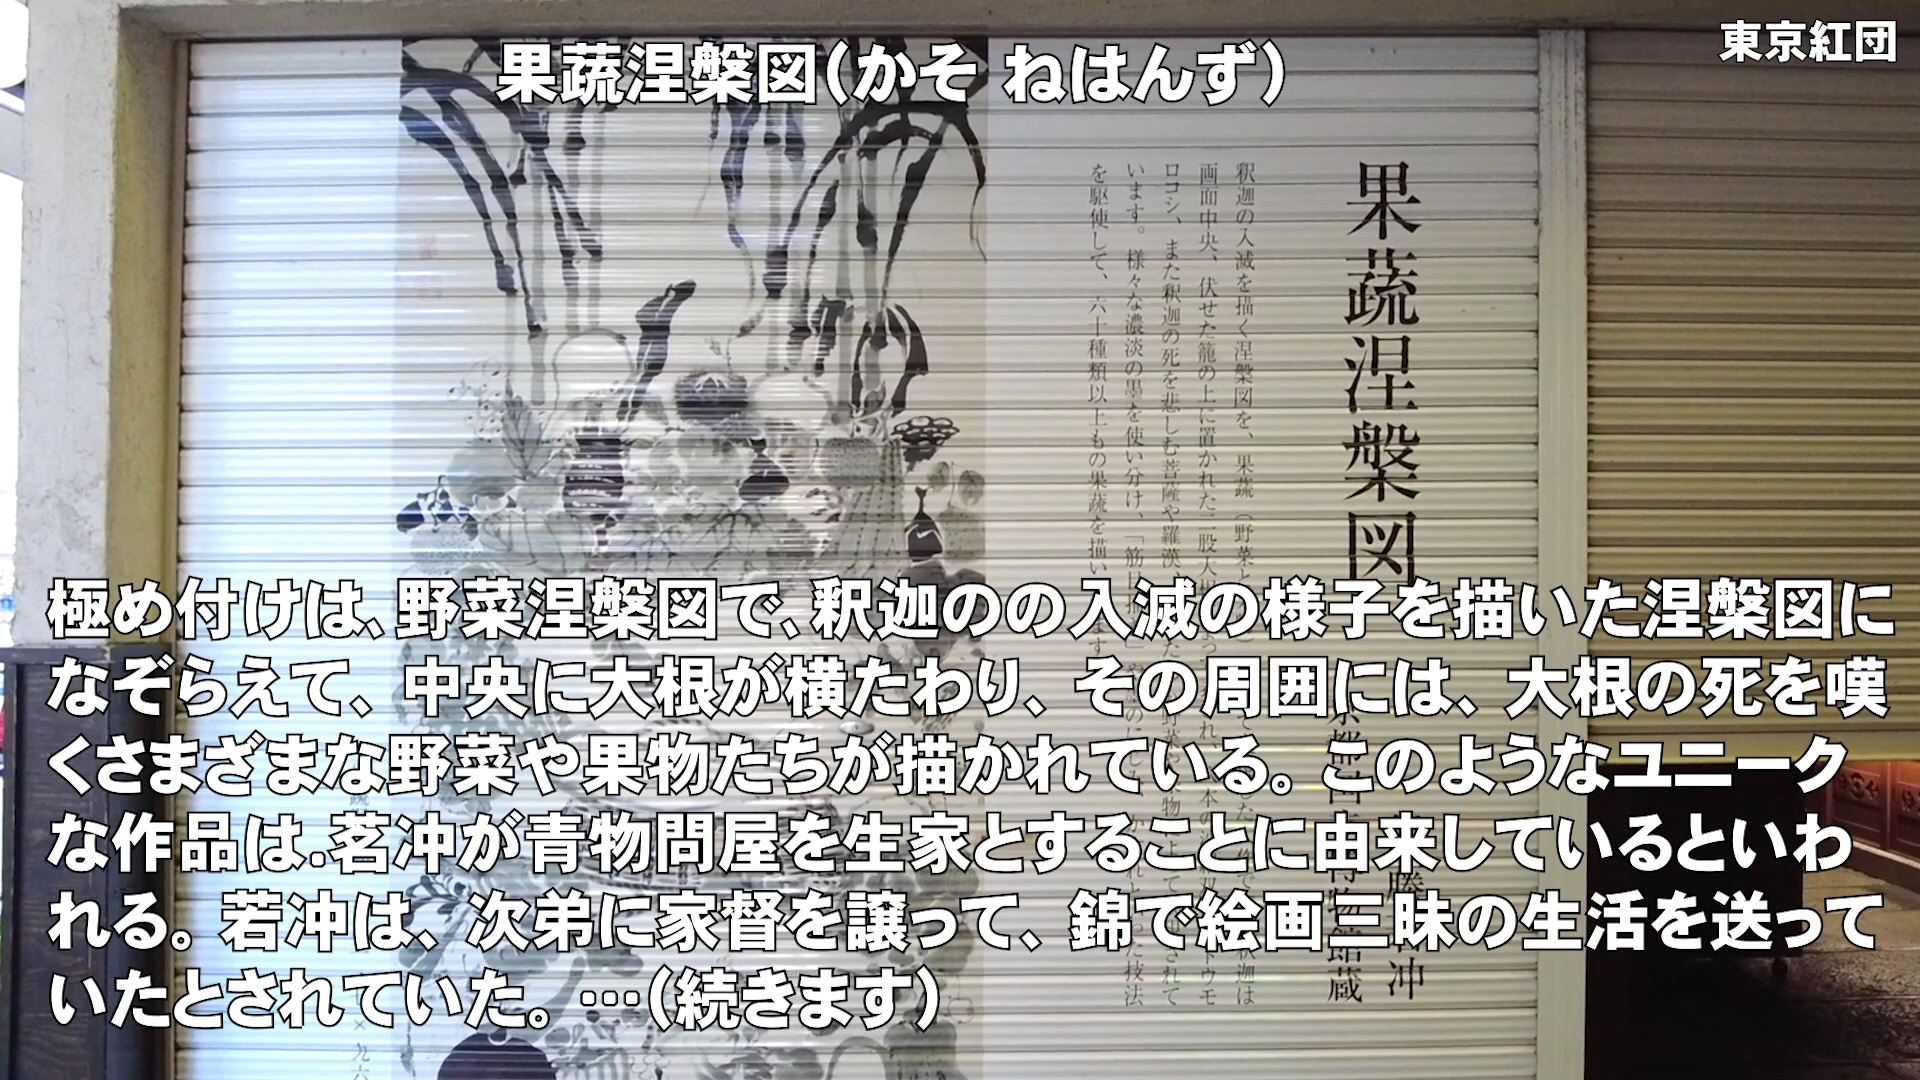 果蔬涅槃図(かそ ねはんず)
東京紅団
果蔬涅槃図
釈迦の入滅を描く涅槃図を、果蔬(野菜と
画面中央、伏せた籠の上に置かれた二股大根
ロコシ、また釈迦の死を悲しむ菩薩や羅漢
います。様々な濃淡の墨を使い分け、「筋目
を駆使して、六十種類以上もの果蔬を描い
極め付けは、野菜涅槃図で、釈迦のの入滅の様子を描いた涅槃図に
なぞらえて、中央に大根が横たわり、その周囲には、大根の死を嘆
くさまざまな野菜や果物たちが描かれている。このようなユニーク
な作品は.茗冲が青物問屋を生家とすることに由来しているといわ
れる。若冲は、次弟に家督を譲って、錦で絵画三昧の生活を送って
いたとされていた。…(続きます)